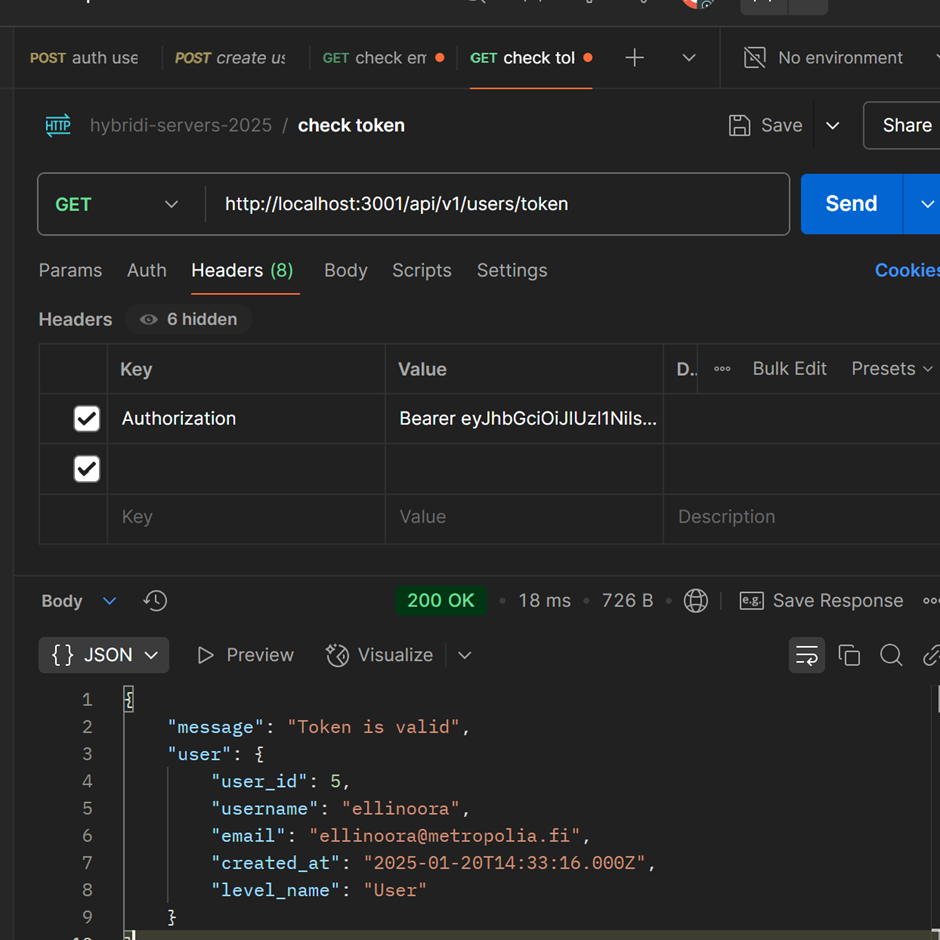 POST auth use POST create us GET check em GET check tol No environment
HTTP hybridi-servers-2025 / check token Save Share
GET http://localhost:3001/api/v1/users/token Send
Params Auth Headers (8) Body Scripts Settings Cookies
Headers 6 hidden
Key Value D.. Bulk Edit Presets
Authorization Bearer eyJhbGciOiJIUzI1NiIs...
Key Value Description
Body 200 OK • 18 ms • 726 B • e.g. Save Response
{} JSON Preview Visualize
1 {
2 "message": "Token is valid",
3 "user": {
4 "user_id": 5,
5 "username": "ellinoora",
6 "email": "ellinoora@metropolia.fi",
7 "created_at": "2025-01-20T14:33:16.000Z",
8 "level_name": "User"
9 }
10 }